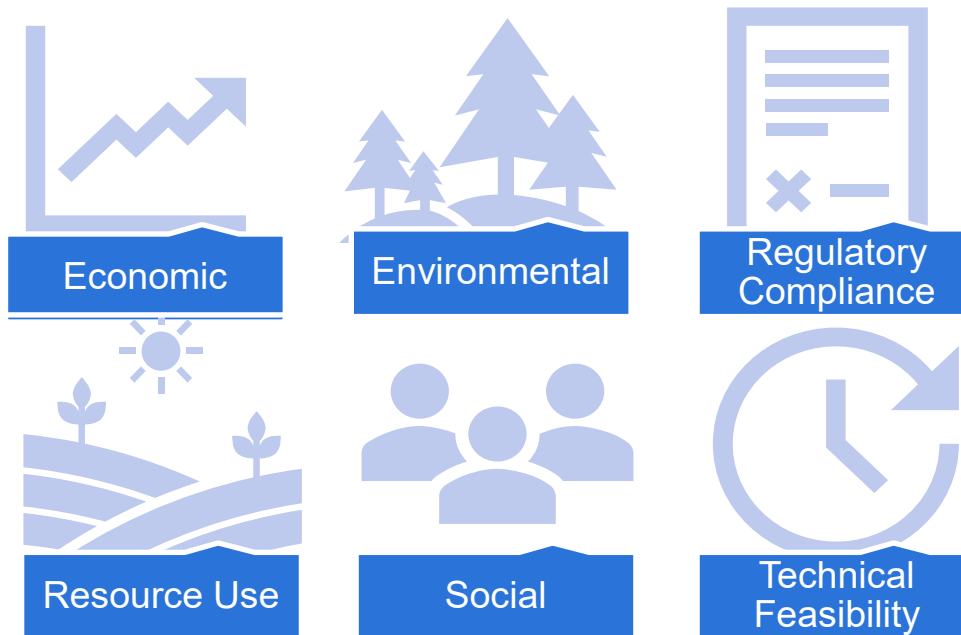 Economic
Environmental
Regulatory
Compliance
Resource Use
Social
Technical
Feasibility